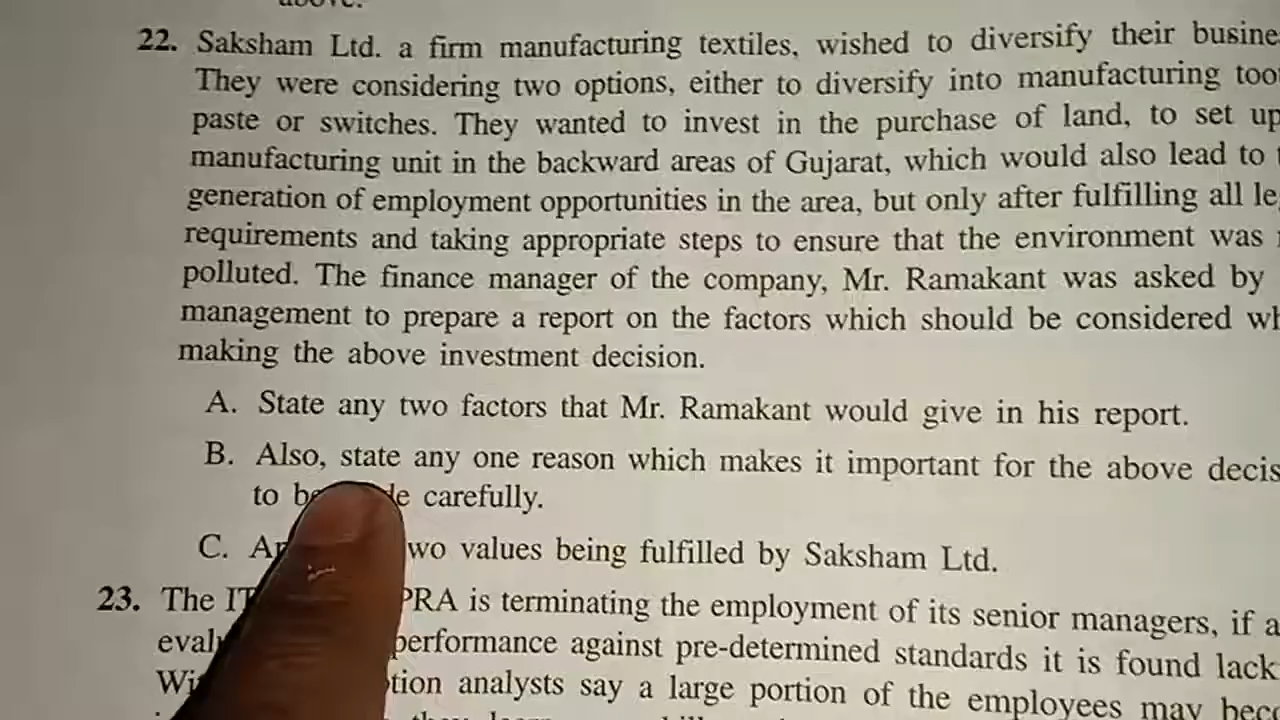 above.
22. Saksham Ltd. a firm manufacturing textiles, wished to diversify their busine
They were considering two options, either to diversify into manufacturing too
paste or switches. They wanted to invest in the purchase of land, to set up
manufacturing unit in the backward areas of Gujarat, which would also lead to t
generation of employment opportunities in the area, but only after fulfilling all le
requirements and taking appropriate steps to ensure that the environment was
polluted. The finance manager of the company, Mr. Ramakant was asked by
management to prepare a report on the factors which should be considered wh
making the above investment decision.
A. State any two factors that Mr. Ramakant would give in his report.
B. Also, state any one reason which makes it important for the above decis
to be carefully.
C. wo values being fulfilled by Saksham Ltd.
23. The IT PRA is terminating the employment of its senior managers, if a
eval performance against pre-determined standards it is found lack
Wi tion analysts say a large portion of the employees may beco